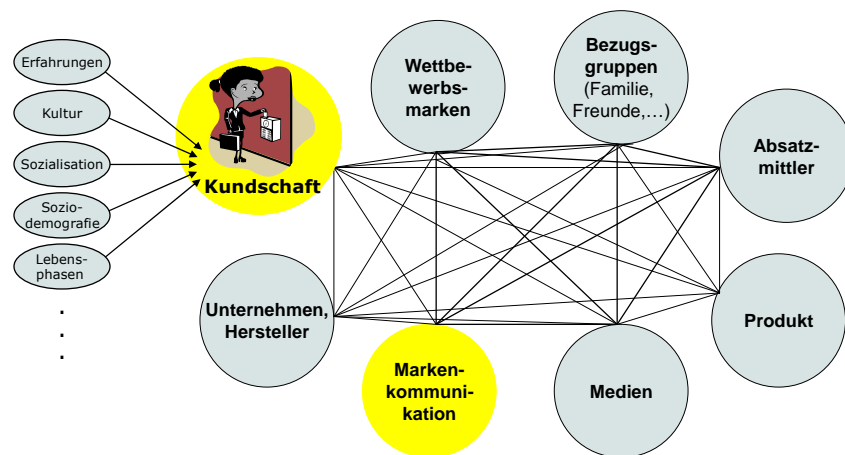 Erfahrungen
Kultur
Sozialisation
Sozio-
demografie
Lebens-
phasen
.
.
.
Kundschaft
Wettbe-
werbs-
marken
Bezugs-
gruppen
(Familie,
Freunde,…)
Absatz-
mittler
Unternehmen,
Hersteller
Marken-
kommuni-
kation
Medien
Produkt